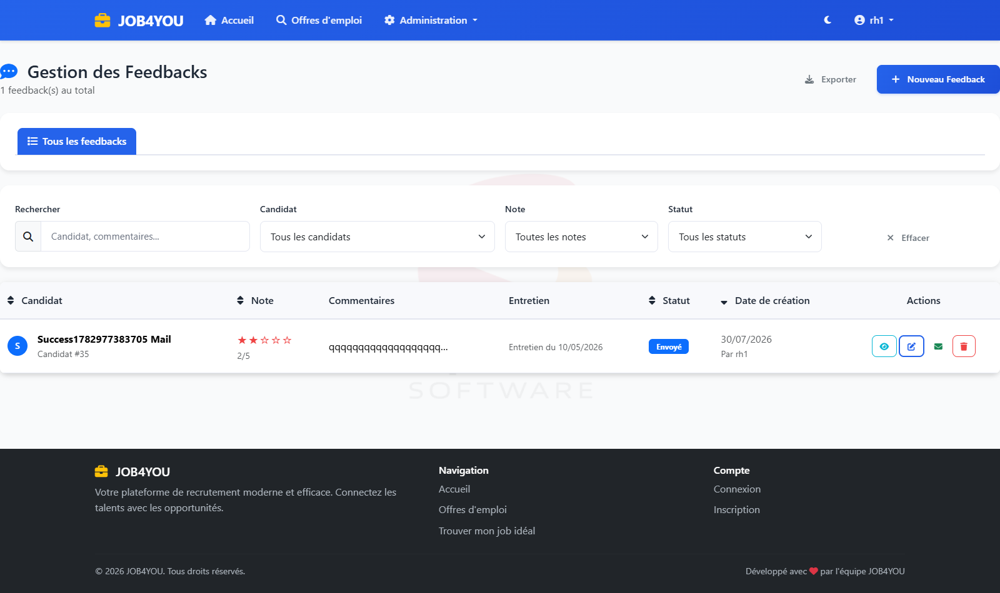 JOB4YOU Accueil Offres d'emploi Administration rh1
Gestion des Feedbacks
1 feedback(s) au total
Exporter Nouveau Feedback
Tous les feedbacks
Rechercher Candidat Note Statut
Candidat, commentaires... Tous les candidats Toutes les notes Tous les statuts Effacer
Candidat Note Commentaires Entretien Statut Date de création Actions
S Success1782977383705 Mail
Candidat #35
2/5
qqqqqqqqqqqqqqqqqqq...
Entretien du 10/05/2026
Envoyé
30/07/2026
Par rh1
SOFTWARE
JOB4YOU
Votre plateforme de recrutement moderne et efficace. Connectez les
talents avec les opportunités.
Navigation
Accueil
Offres d'emploi
Trouver mon job idéal
Compte
Connexion
Inscription
© 2026 JOB4YOU. Tous droits réservés.
Développé avec par l'équipe JOB4YOU